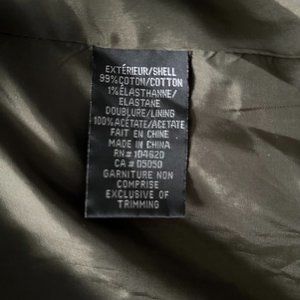 EXTÉRIEUR/SHELL
99% COTON/COTTON
1% ÉLASTHANNE/
ELASTANE
DOUBLURE/LINING
100% ACÉTATE/ACETATE
FAIT EN CHINE
MADE IN CHINA
RN# 104620
CA# 05050
GARNITURE NON
COMPRISE
EXCLUSIVE OF
TRIMMING